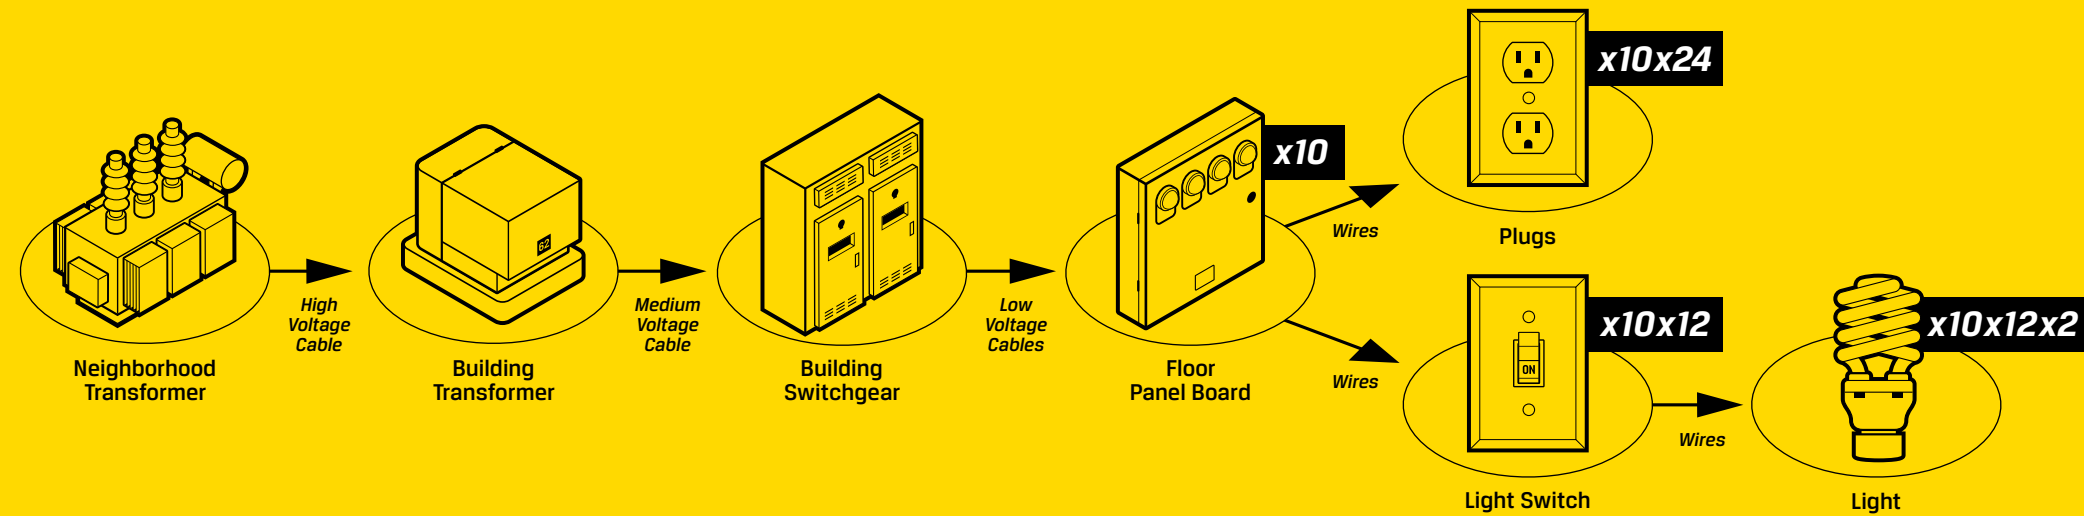 x10x24
x10
Wires
Plugs
62
High
Voltage
Cable
Medium
Voltage
Cable
Low
Voltage
Cables
x10x12
x10x12x2
ON
Neighborhood
Transformer
Building
Transformer
Building
Switchgear
Floor
Panel Board
Wires
Wires
Light Switch
Light